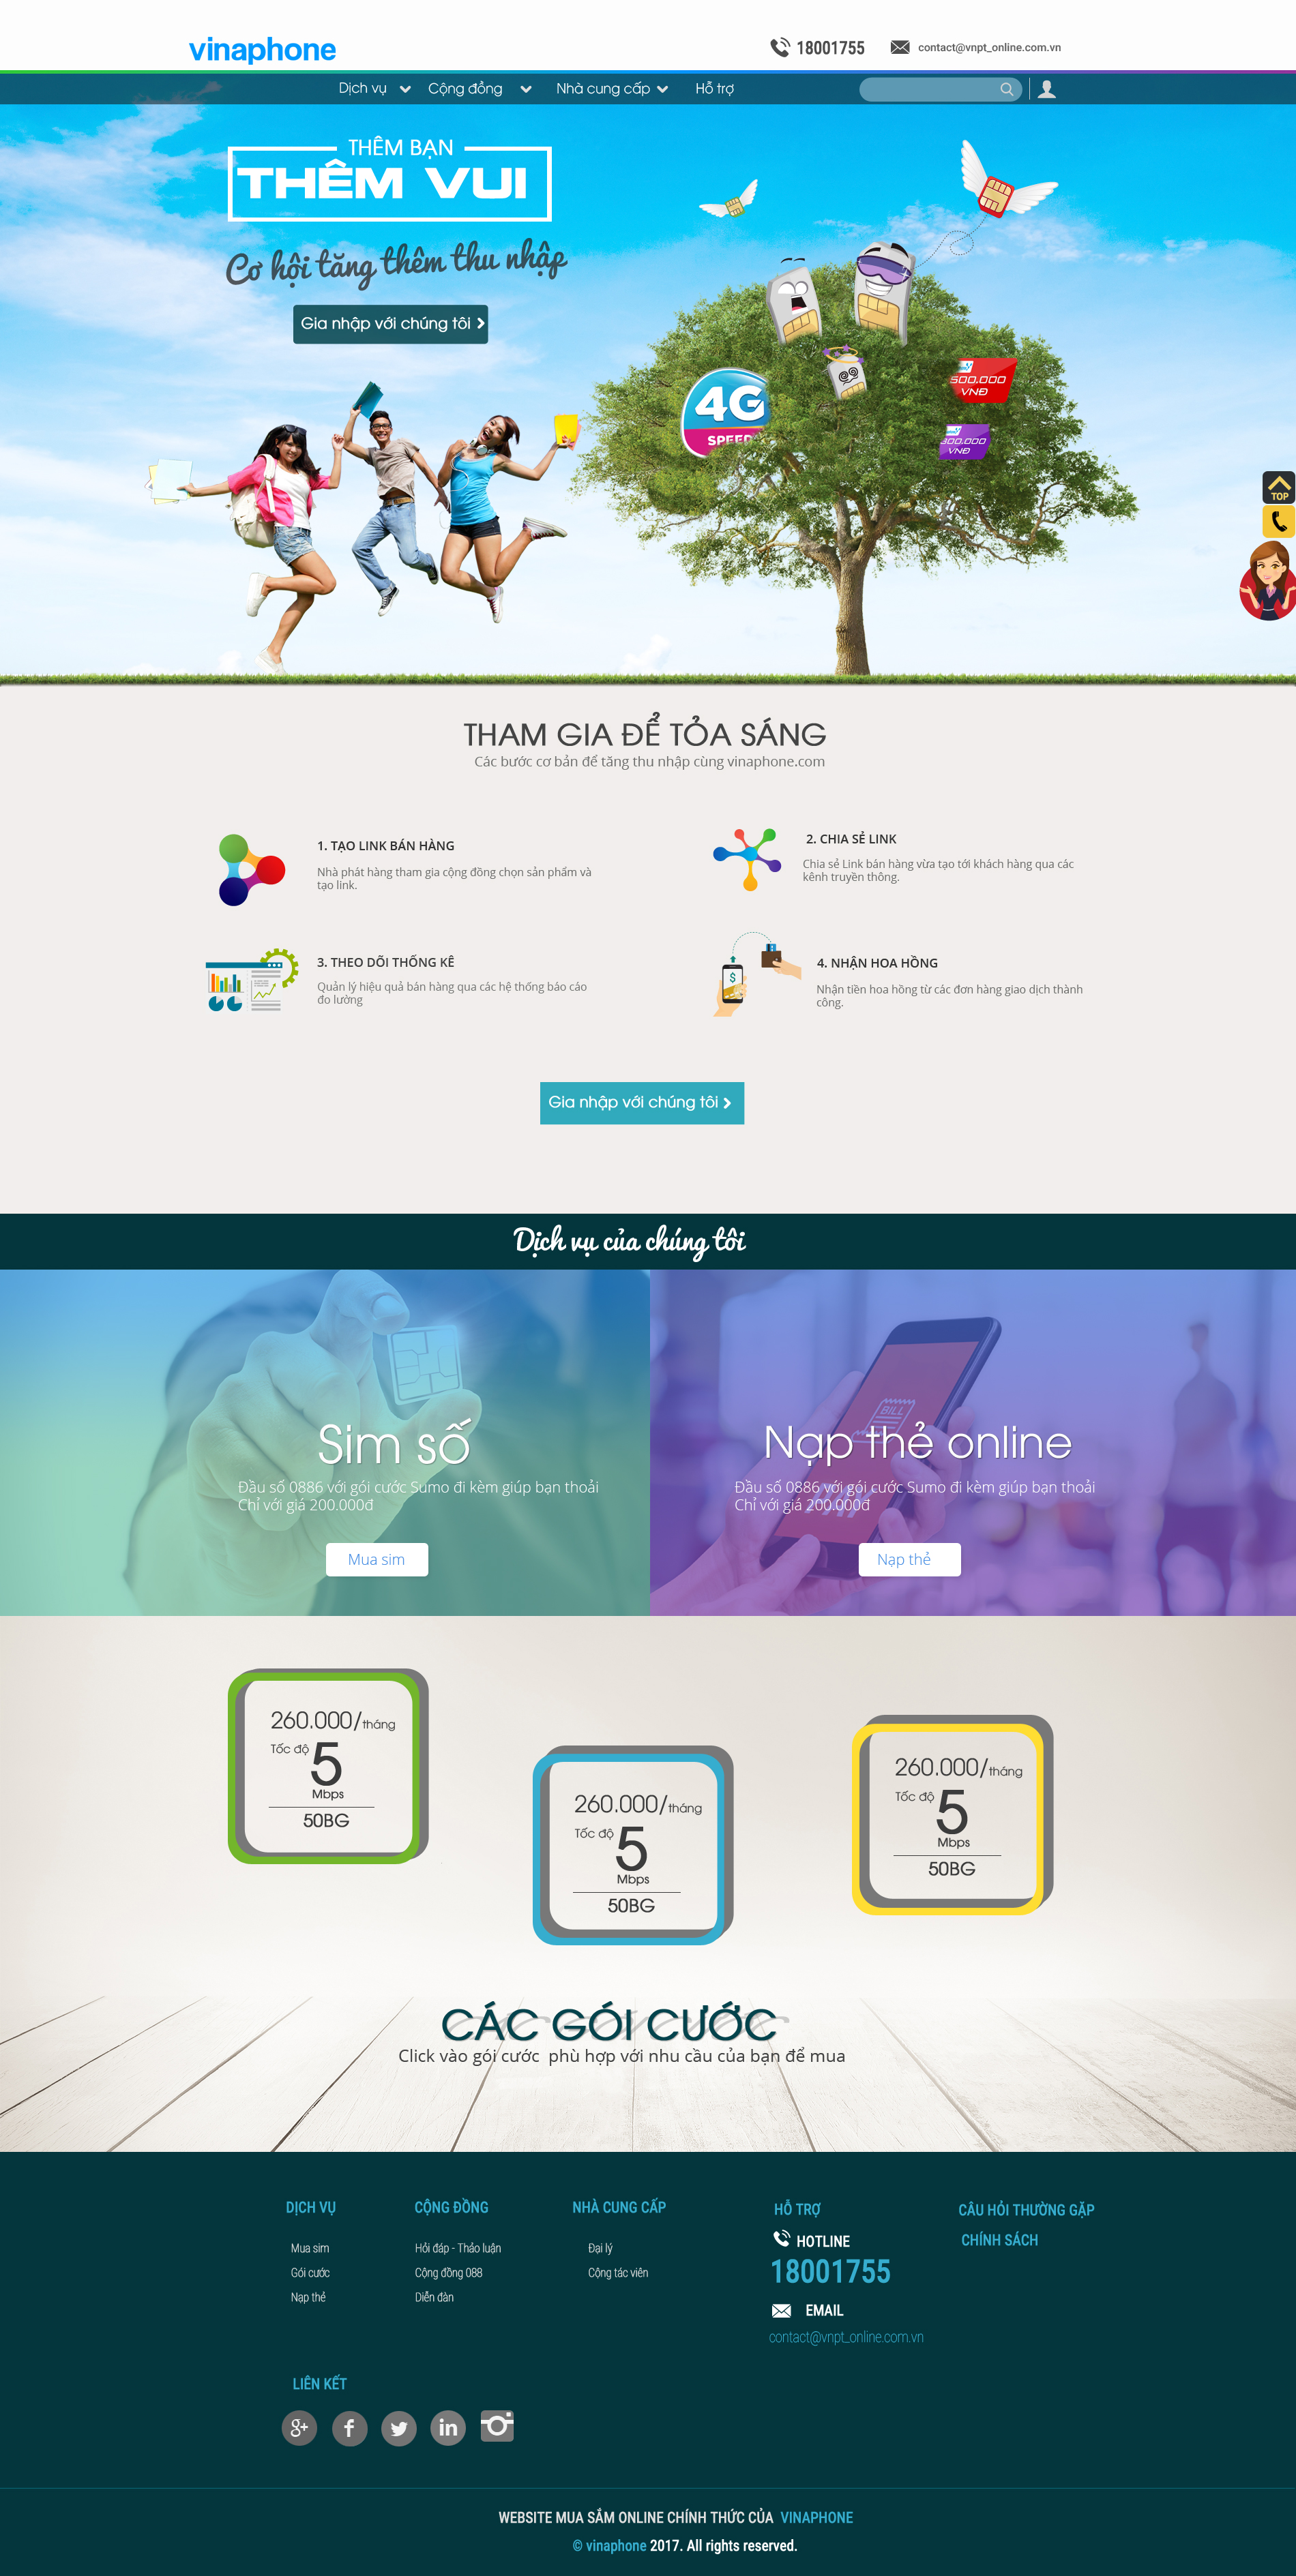 vinaphone
18001755
contact@vnpt_online.com.vn
Dịch vụ
Cộng đồng
Nhà cung cấp
Hỗ trợ
THÊM BẠN
THÊM VUI
Cơ hội tăng thêm thu nhập
Gia nhập với chúng tôi
4G
SPEED
500.000
VNĐ
300.000
VNĐ
TOP
THAM GIA ĐỂ TỎA SÁNG
Các bước cơ bản để tăng thu nhập cùng vinaphone.com
1. TẠO LINK BÁN HÀNG
Nhà phát hàng tham gia cộng đồng chọn sản phẩm và
tạo link.
2. CHIA SẺ LINK
Chia sẻ Link bán hàng vừa tạo tới khách hàng qua các
kênh truyền thông.
3. THEO DÕI THỐNG KÊ
Quản lý hiệu quả bán hàng qua các hệ thống báo cáo
đo lường
4. NHẬN HOA HỒNG
Nhận tiền hoa hồng từ các đơn hàng giao dịch thành
công.
Gia nhập với chúng tôi
Dịch vụ của chúng tôi
Sim số
Đầu số 0886 với gói cước Sumo đi kèm giúp bạn thoải
Chỉ với giá 200.000đ
Mua sim
BILL
Nạp thẻ online
Đầu số 0886 với gói cước Sumo đi kèm giúp bạn thoải
Chỉ với giá 200.000đ
Nạp thẻ
260.000/tháng
Tốc độ 5
Mbps
50BG
260.000/tháng
Tốc độ 5
Mbps
50BG
260.000/tháng
Tốc độ 5
Mbps
50BG
CÁC GÓI CƯỚC
Click vào gói cước phù hợp với nhu cầu của bạn để mua
DỊCH VỤ
Mua sim
Gói cước
Nạp thẻ
CỘNG ĐỒNG
Hỏi đáp - Thảo luận
Cộng đồng 088
Diễn đàn
NHÀ CUNG CẤP
Đại lý
Cộng tác viên
HỖ TRỢ
HOTLINE
18001755
EMAIL
contact@vnpt_online.com.vn
CÂU HỎI THƯỜNG GẶP
CHÍNH SÁCH
LIÊN KẾT
WEBSITE MUA SẮM ONLINE CHÍNH THỨC CỦA VINAPHONE
© vinaphone 2017. All rights reserved.